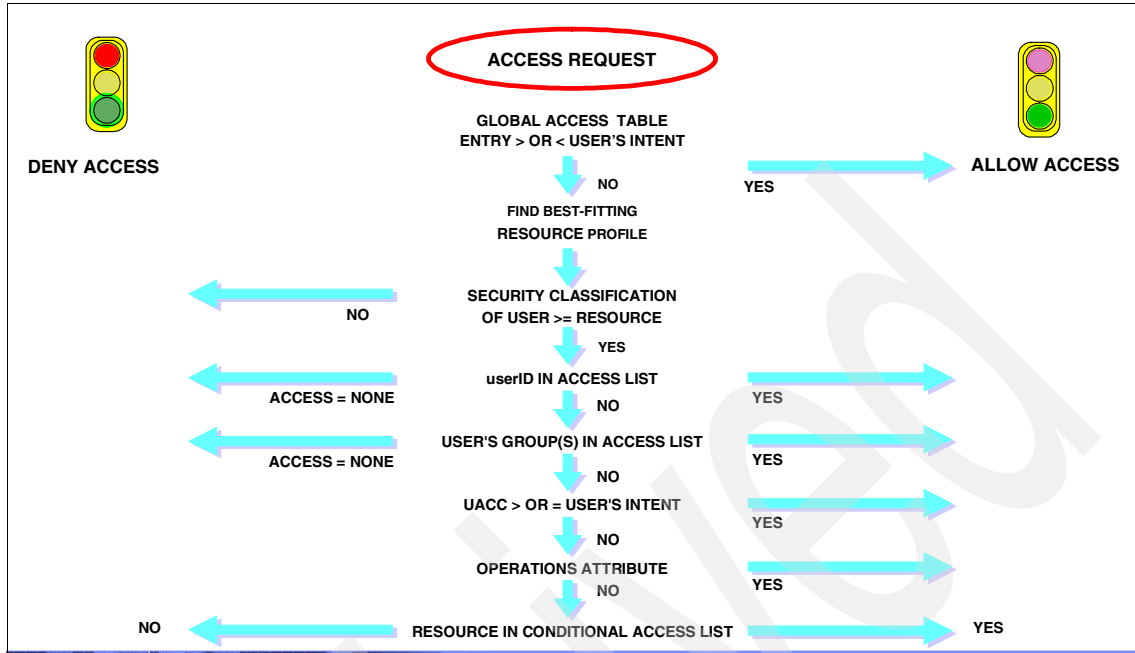 ACCESS REQUEST
GLOBAL ACCESS TABLE
ENTRY > OR < USER'S INTENT
DENY ACCESS
ALLOW ACCESS
NO
YES
FIND BEST-FITTING
RESOURCE PROFILE
SECURITY CLASSIFICATION
OF USER >= RESOURCE
NO
YES
userID IN ACCESS LIST
ACCESS = NONE
YES
NO
USER'S GROUP(S) IN ACCESS LIST
ACCESS = NONE
YES
NO
UACC > OR = USER'S INTENT
YES
NO
OPERATIONS ATTRIBUTE
YES
NO
NO
RESOURCE IN CONDITIONAL ACCESS LIST
YES